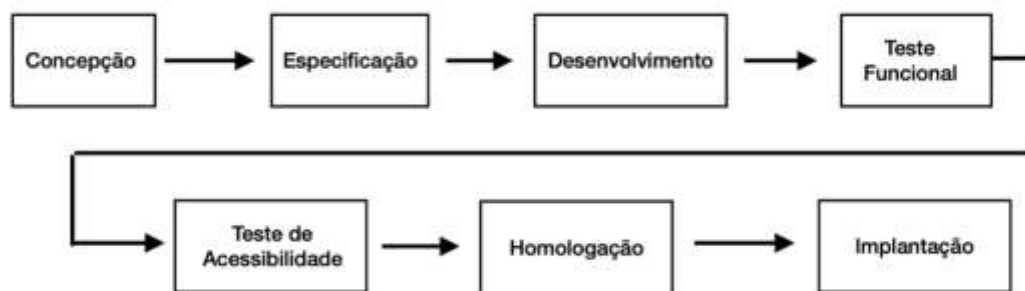 Concepção
Especificação
Desenvolvimento
Teste
Funcional
Teste de
Acessibilidade
Homologação
Implantação